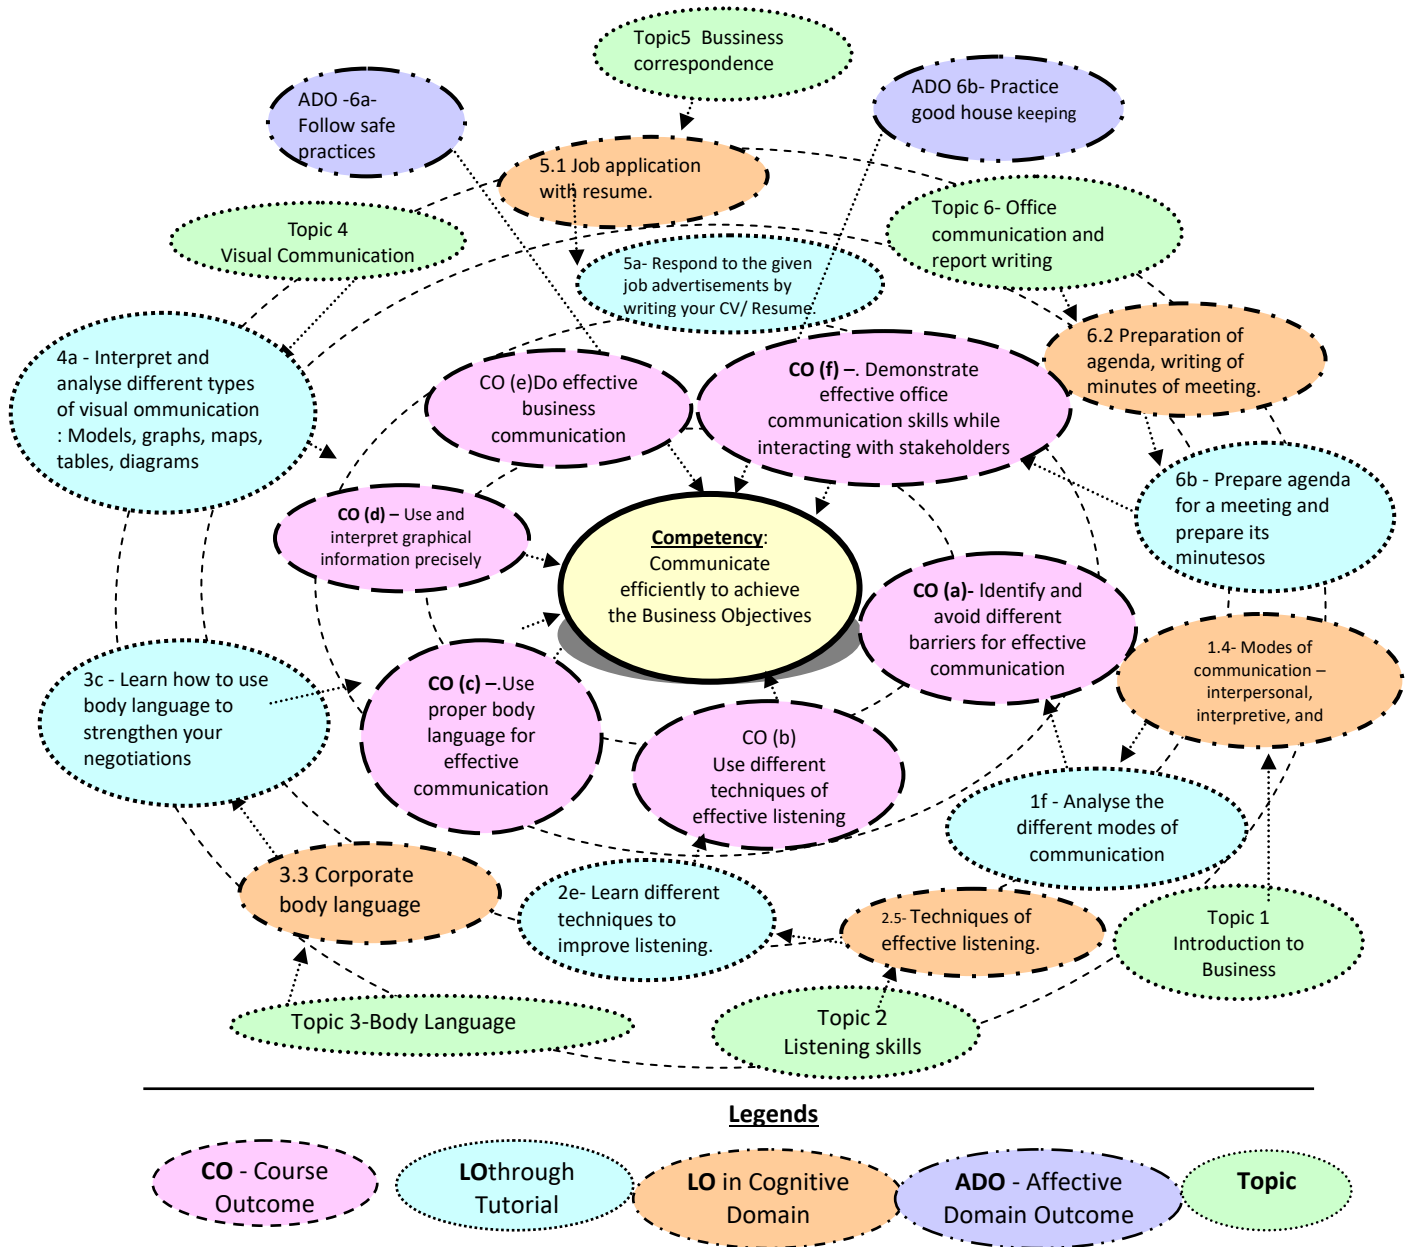 Topic5  Bussiness
correspondence
ADO -6a-
Follow safe
practices
ADO 6b- Practice
good house keeping
5.1 Job application
with resume.
Topic 4
Visual Communication
Topic 6- Office
communication and
report writing
5a- Respond to the given
job advertisements by
writing your CV/ Resume.
4a - Interpret and
analyse different types
of visual ommunication
: Models, graphs, maps,
tables, diagrams
6.2 Preparation of
agenda, writing of
minutes of meeting.
CO (e)Do effective
business
communication
CO (f) –. Demonstrate
effective office
communication skills while
interacting with stakeholders
6b - Prepare agenda
for a meeting and
prepare its
minutesos
CO (d) – Use and
interpret graphical
information precisely
Competency:
Communicate
efficiently to achieve
the Business Objectives
CO (a)- Identify and
avoid different
barriers for effective
communication
1.4- Modes of
communication –
interpersonal,
interpretive, and
3c - Learn how to use
body language to
strengthen your
negotiations
CO (c) –.Use
proper body
language for
effective
communication
CO (b)
Use different
techniques of
effective listening
1f - Analyse the
different modes of
communication
3.3 Corporate
body language
2e- Learn different
techniques to
improve listening.
2.5- Techniques of
effective listening.
Topic 1
Introduction to
Business
Topic 3-Body Language
Topic 2
Listening skills
Legends
CO - Course
Outcome
LOthrough
Tutorial
LO in Cognitive
Domain
ADO - Affective
Domain Outcome
Topic